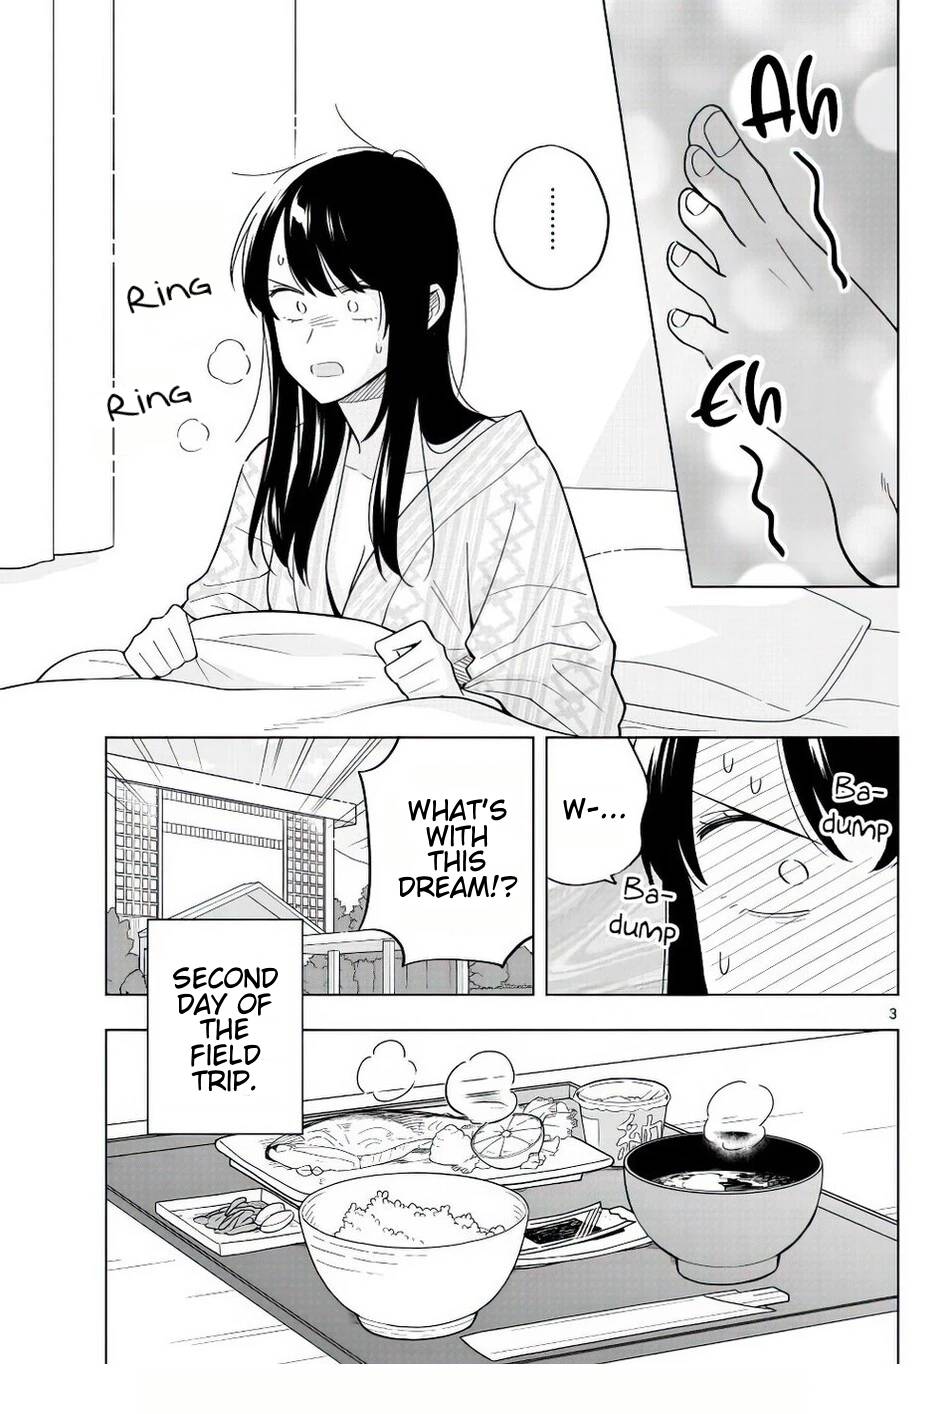 Ah
Eh
.........
Ring
Ring
W-...
Ba-
dump
Ba-
dump
WHAT'S
WITH
THIS
DREAM!?
SECOND
DAY OF
THE
FIELD
TRIP.
3
納